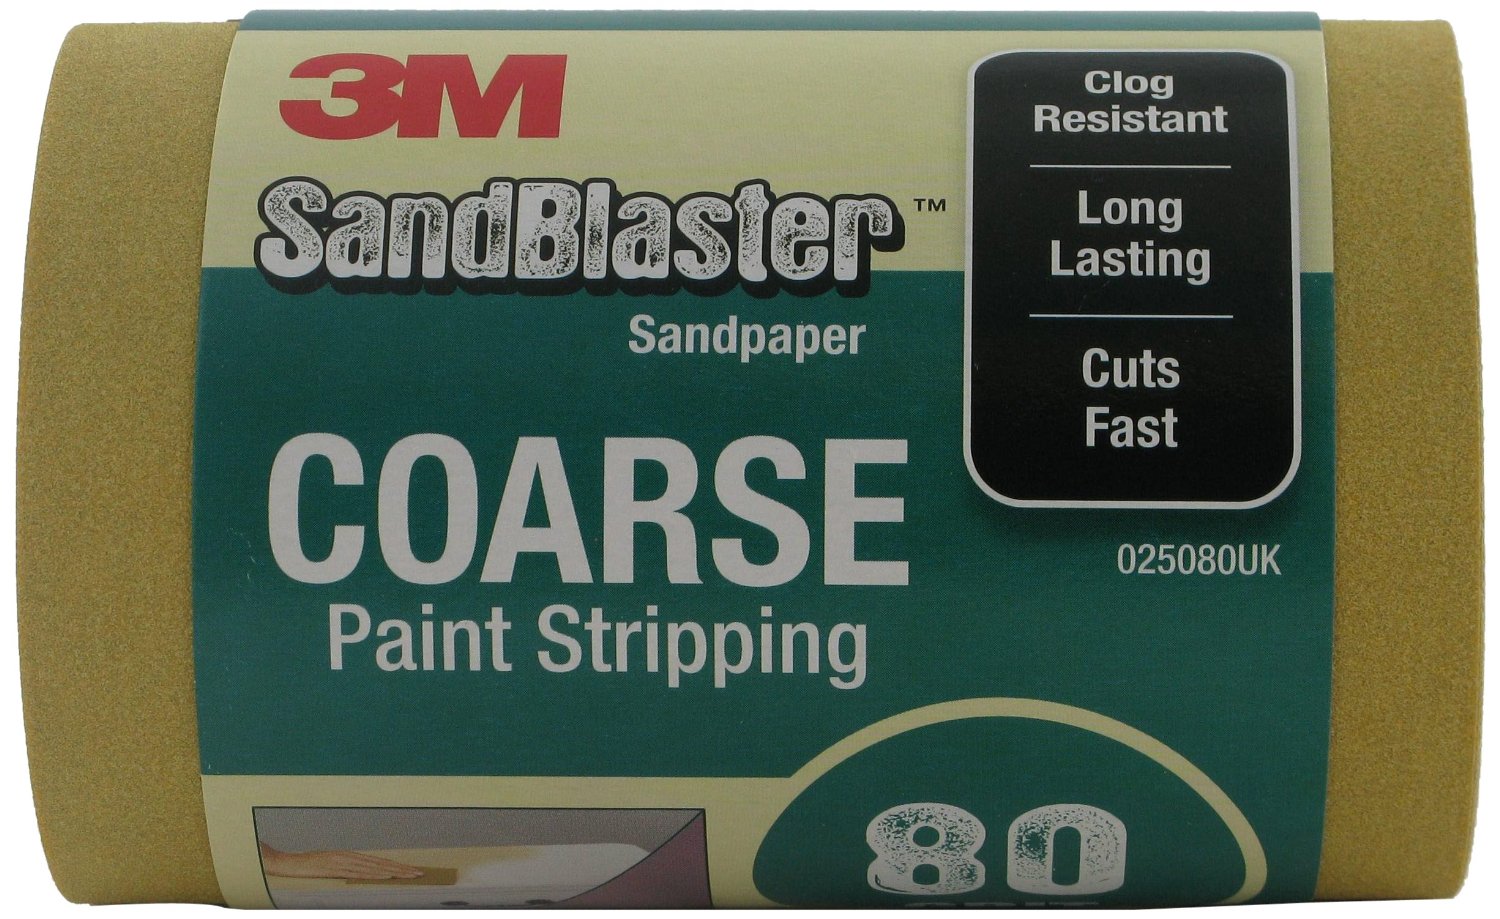 3M
SandBlaster™
Sandpaper
COARSE
Paint Stripping
Clog
Resistant
Long
Lasting
Cuts
Fast
025080UK
80